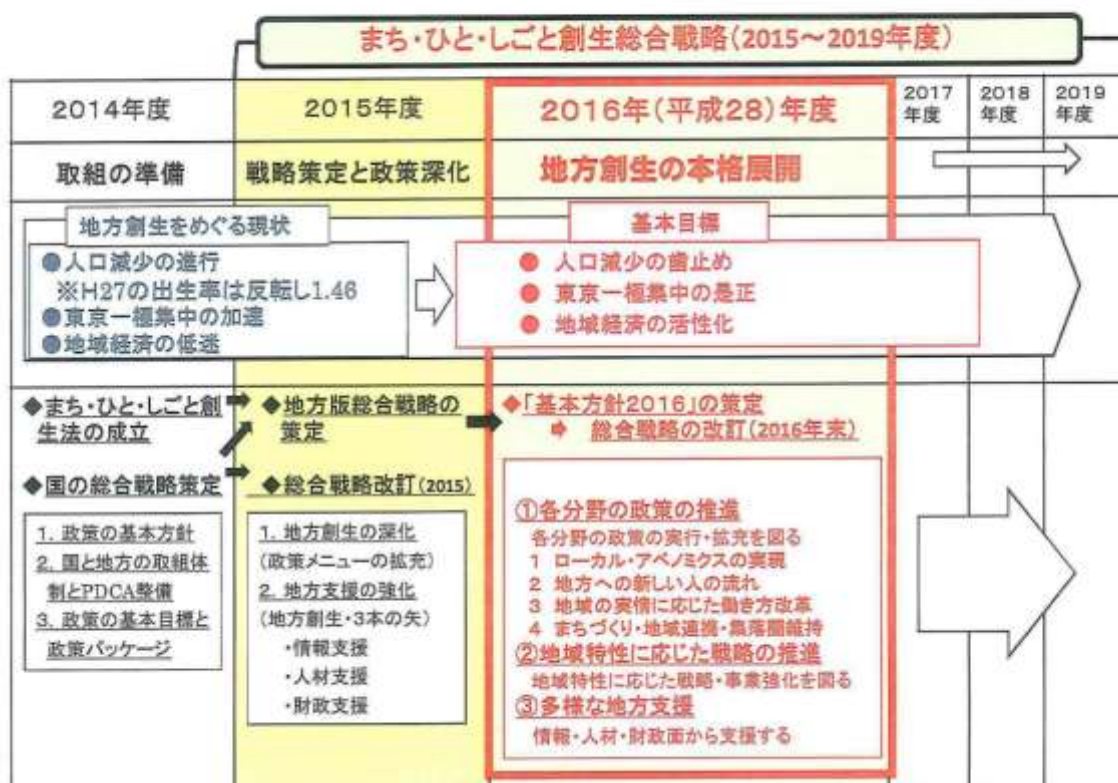 まち・ひと・しごと創生総合戦略(2015～2019年度)
2014年度
2015年度
2016年(平成28)年度
2017
年度
2018
年度
2019
年度
取組の準備
戦略策定と政策深化
地方創生の本格展開
地方創生をめぐる現状
●人口減少の進行
※H27の出生率は反転し1.46
●東京一極集中の加速
●地域経済の低迷
基本目標
● 人口減少の歯止め
● 東京一極集中の是正
● 地域経済の活性化
◆まち・ひと・しごと創
生法の成立
◆国の総合戦略策定
1. 政策の基本方針
2. 国と地方の取組体
制とPDCA整備
3. 政策の基本目標と
政策パッケージ
◆地方版総合戦略の
策定
◆総合戦略改訂(2015)
1. 地方創生の深化
(政策メニューの拡充)
2. 地方支援の強化
(地方創生・3本の矢)
・情報支援
・人材支援
・財政支援
◆「基本方針2016」の策定
➡ 総合戦略の改訂(2016年末)
①各分野の政策の推進
各分野の政策の実行・拡充を図る
1 ローカル・アベノミクスの実現
2 地方への新しい人の流れ
3 地域の実情に応じた働き方改革
4 まちづくり・地域連携・集落圏維持
②地域特性に応じた戦略の推進
地域特性に応じた戦略・事業強化を図る
③多様な地方支援
情報・人材・財政面から支援する